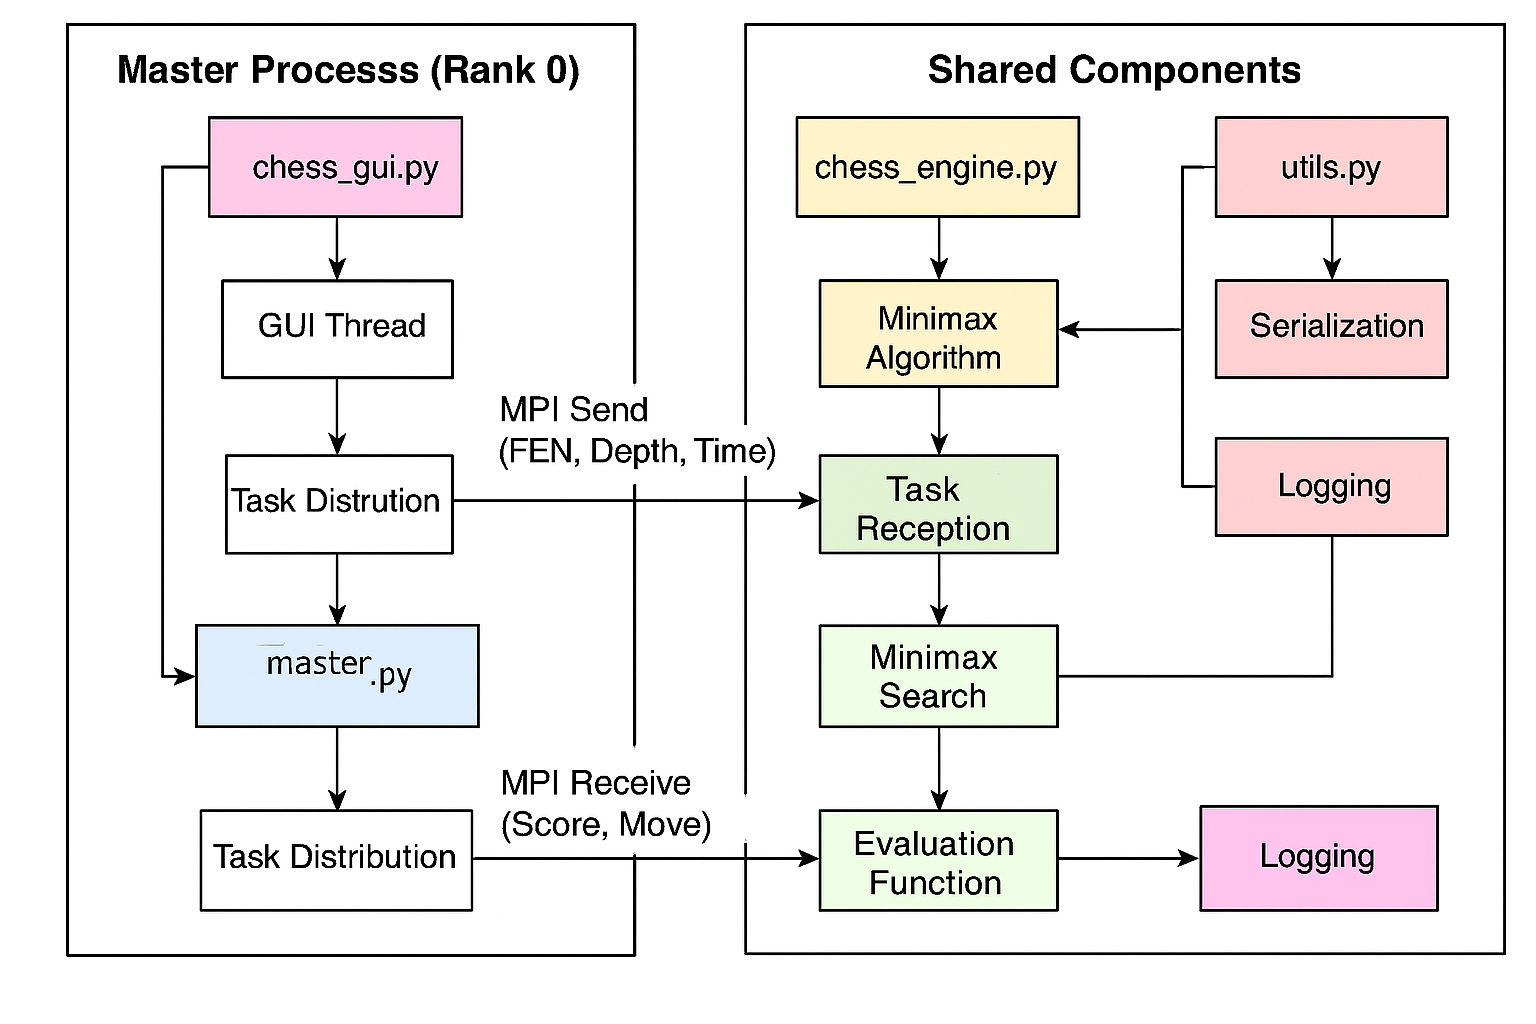 Master Processs (Rank 0)
chess_gui.py
GUI Thread
Task Distrution
master.py
Task Distribution
MPI Send
(FEN, Depth, Time)
MPI Receive
(Score, Move)
Shared Components
chess_engine.py
Minimax
Algorithm
Task
Reception
Minimax
Search
Evaluation
Function
utils.py
Serialization
Logging
Logging